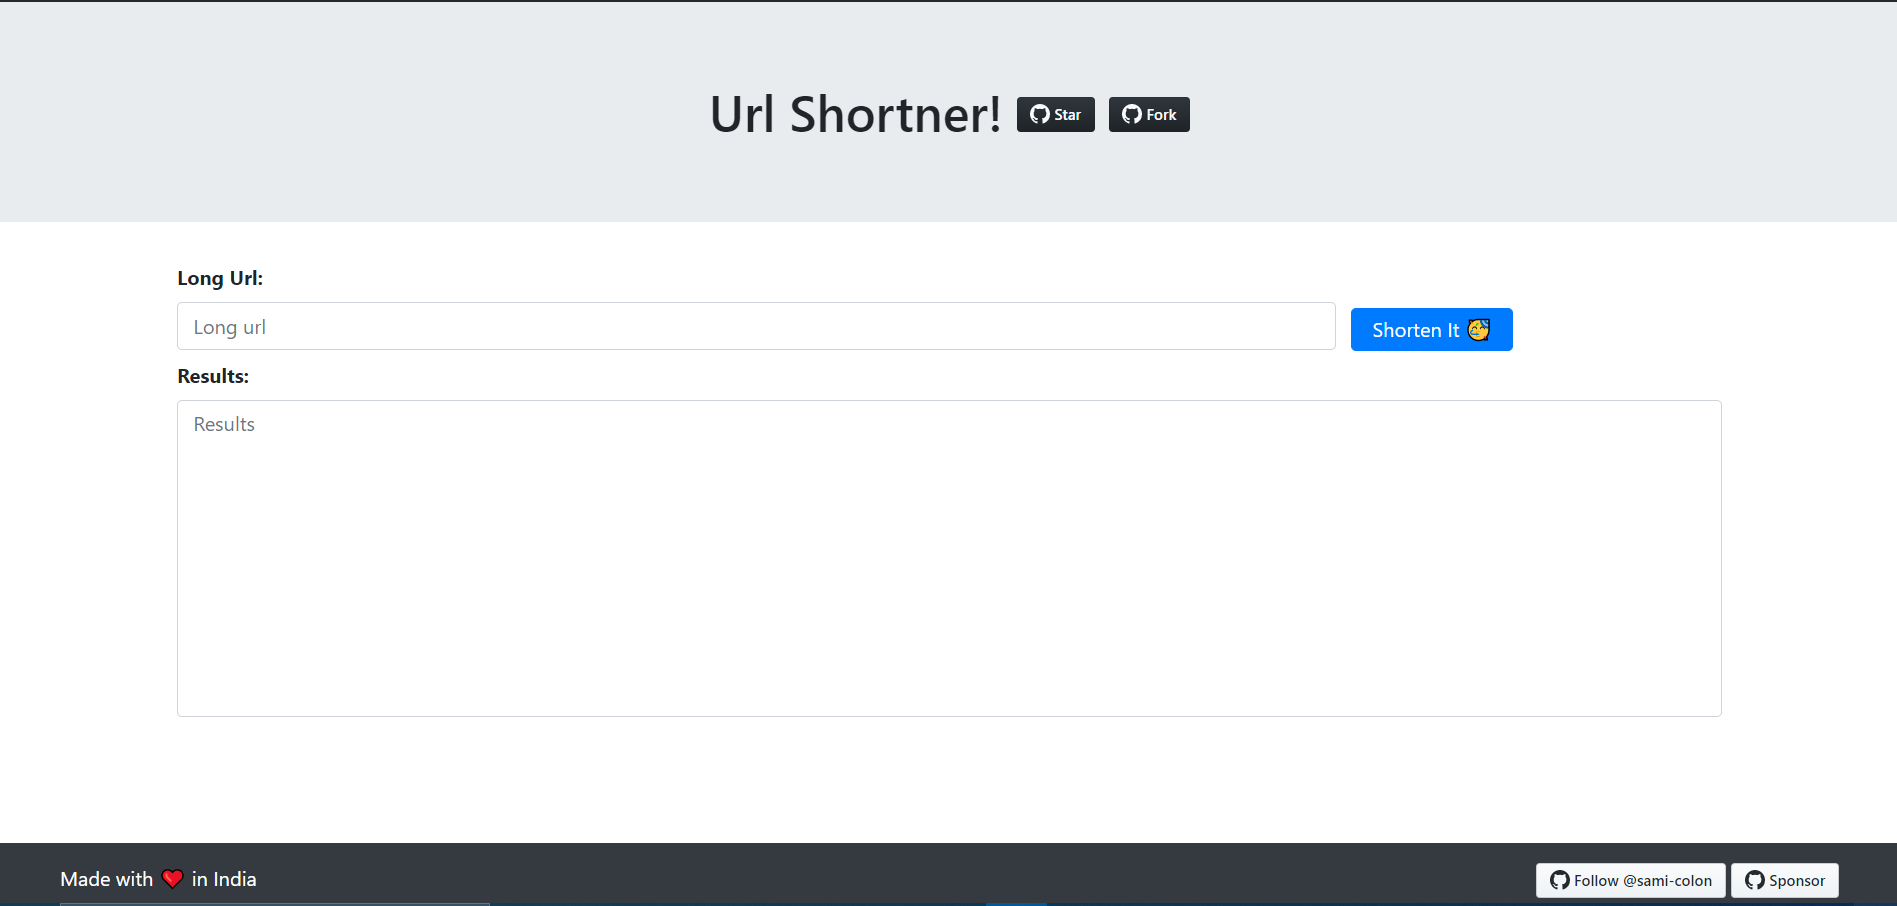 Url Shortner! Star Fork
Long Url:
Long url
Shorten It 🥳
Results:
Results
Made with ❤️ in India
Follow @sami-colon Sponsor